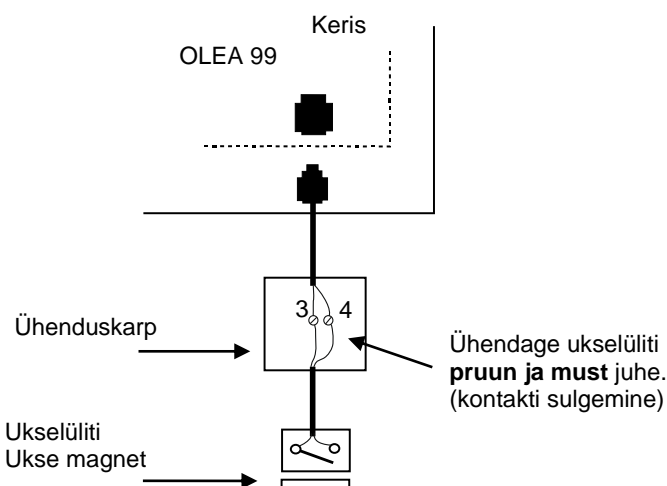 Keris
OLEA 99
3 4
Ühenduskarp
Ühendage ukselüliti
pruun ja must juhe.
(kontakti sulgemine)
Ukselüliti
Ukse magnet